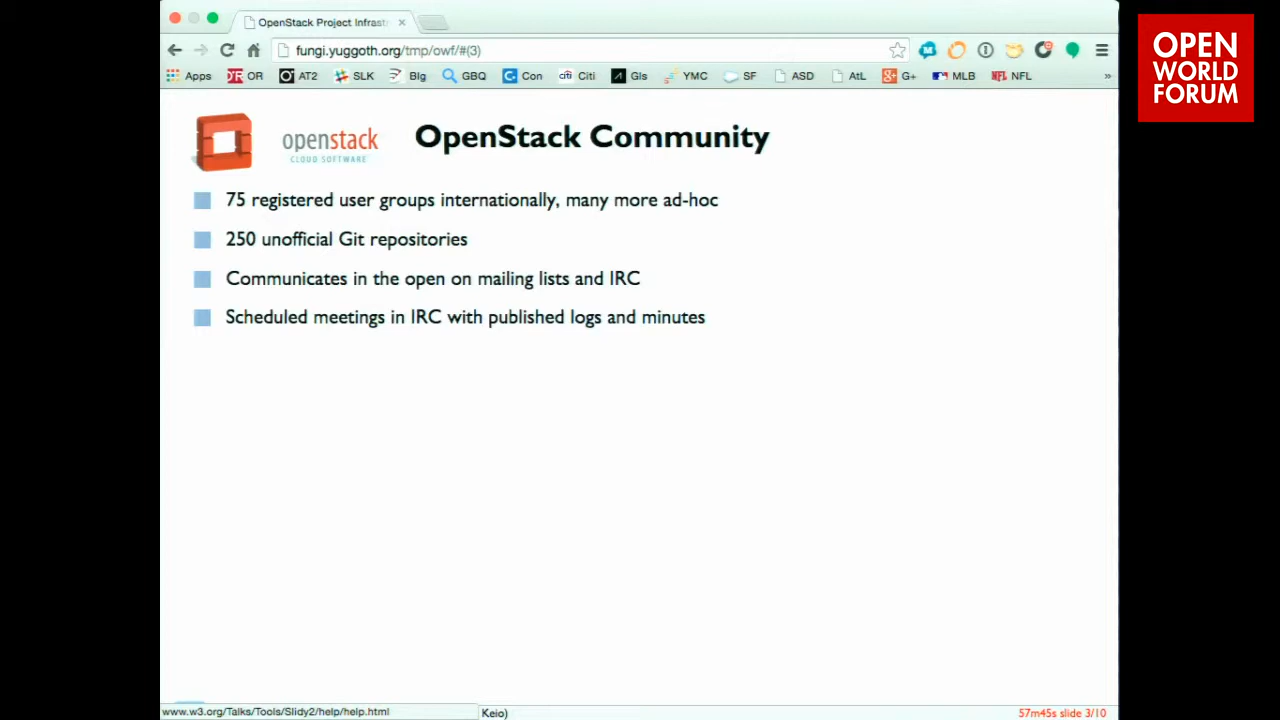 OpenStack Project Infrast
fungi.yuggoth.org/tmp/owf/#(3)
Apps OR AT2 SLK Blg GBQ Con citi Citi Gls YMC SF ASD AtL G+ MLB NFL NFL »
OPEN
WORLD
FORUM
openstack
CLOUD SOFTWARE
OpenStack Community
75 registered user groups internationally, many more ad-hoc
250 unofficial Git repositories
Communicates in the open on mailing lists and IRC
Scheduled meetings in IRC with published logs and minutes
www.w3.org/Talks/Tools/Slidy2/help/help.html
Keio)
57m45s slide 3/10